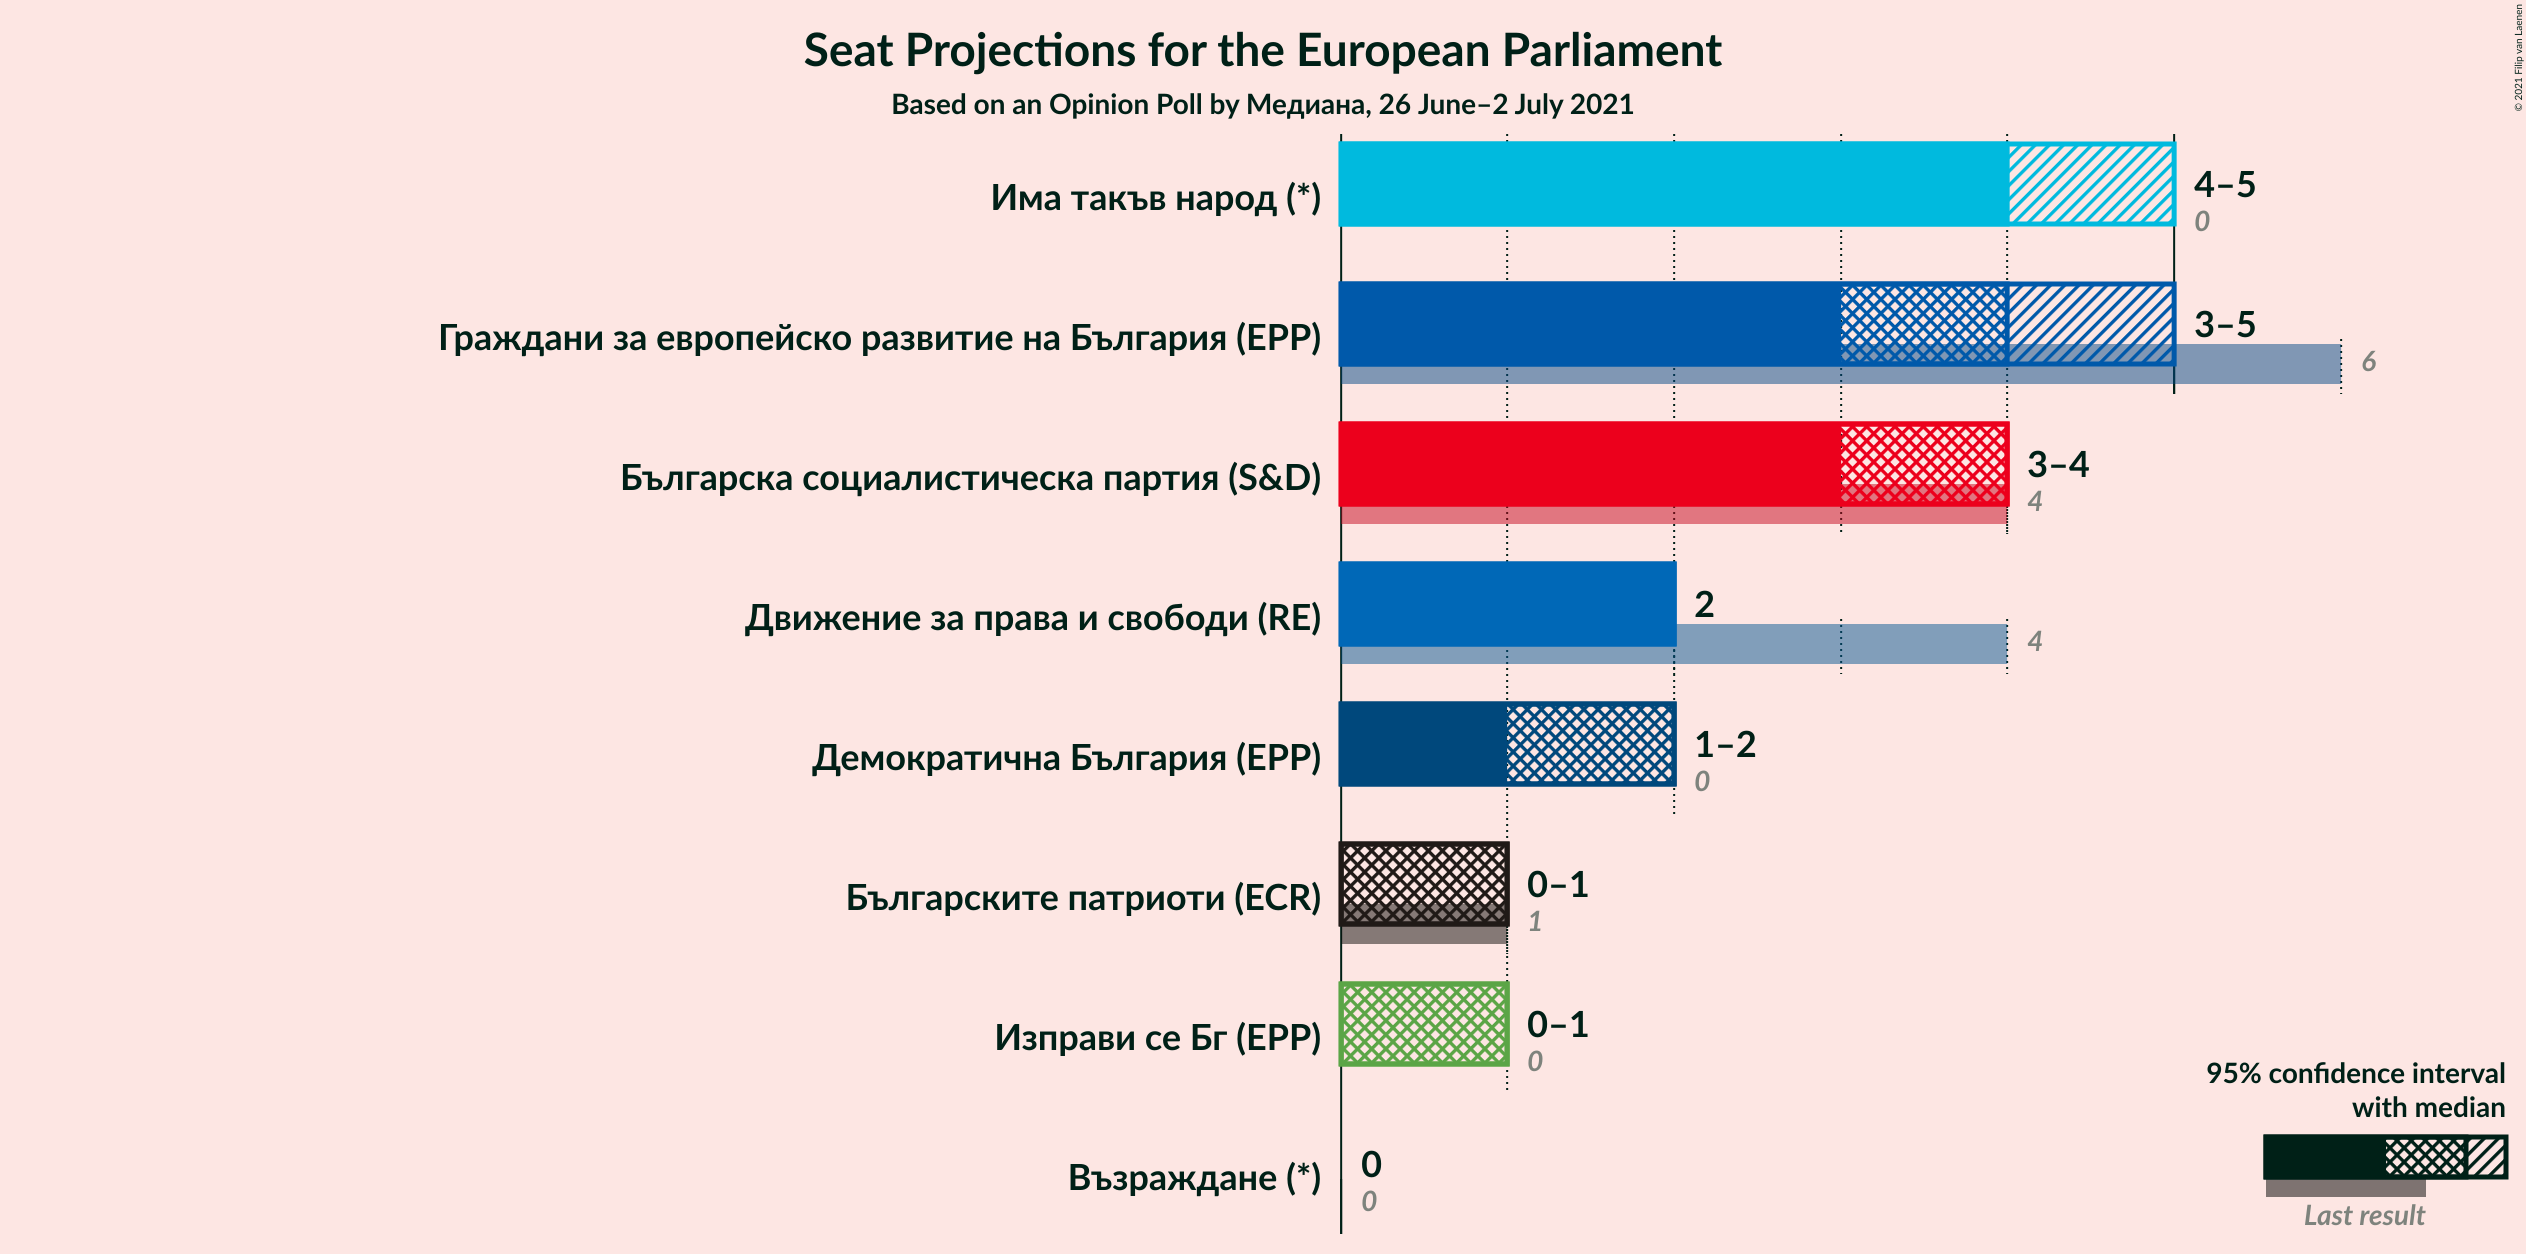 Seat Projections for the European Parliament
Based on an Opinion Poll by Медиана, 26 June–2 July 2021
© 2021 Filip van Laenen
Има такъв народ (*)
4–5
0
Граждани за европейско развитие на България (EPP)
3–5
6
Българска социалистическа партия (S&D)
3–4
4
Движение за права и свободи (RE)
2
4
Демократична България (EPP)
1–2
0
Българските патриоти (ECR)
0–1
1
Изправи се Бг (EPP)
0–1
0
Възраждане (*)
0
0
95% confidence interval
with median
Last result